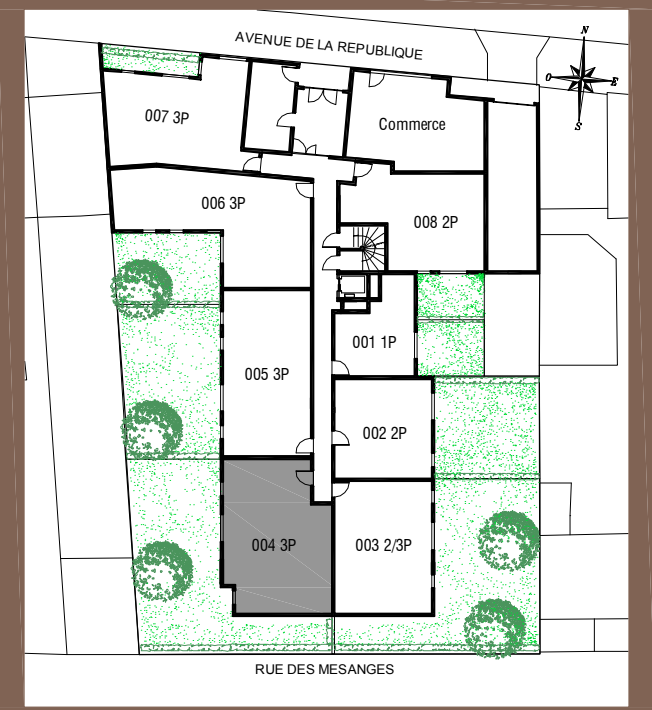 AVENUE DE LA REPUBLIQUE
N
O
E
S
007 3P
Commerce
006 3P
008 2P
001 1P
005 3P
002 2P
004 3P
003 2/3P
RUE DES MESANGES